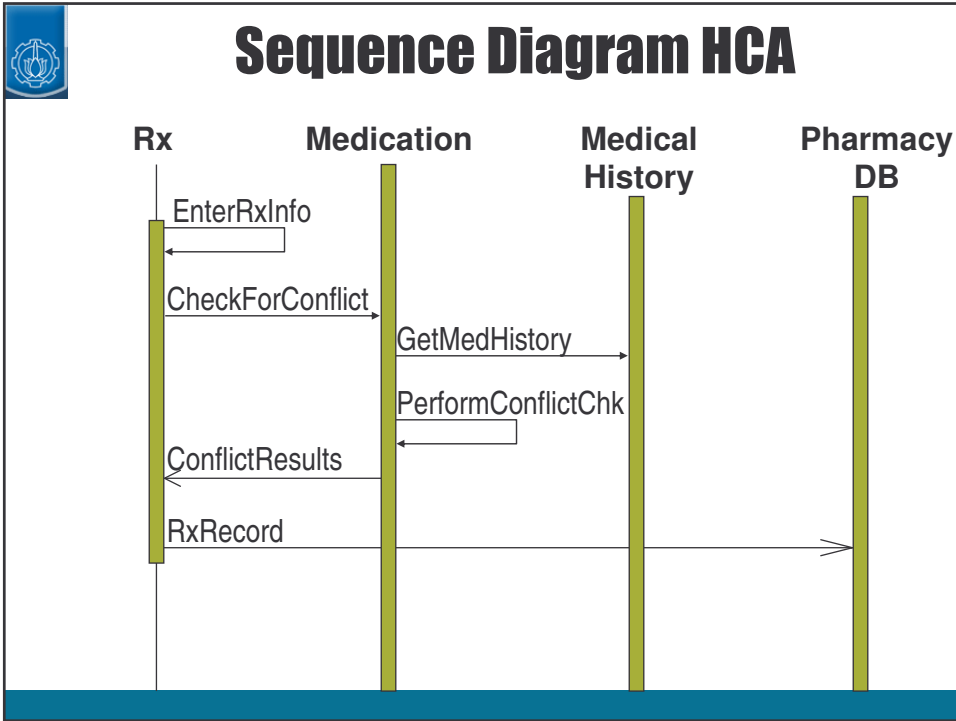 Sequence Diagram HCA
Rx
Medication
Medical
History
Pharmacy
DB
EnterRxInfo
CheckForConflict
GetMedHistory
PerformConflictChk
ConflictResults
RxRecord